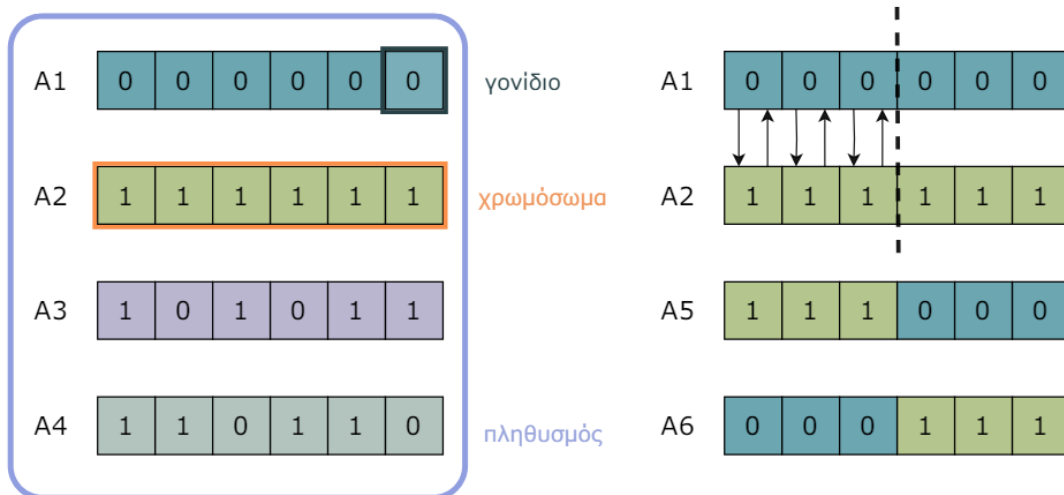 A1 0 0 0 0 0 0 γονίδιο
A2 1 1 1 1 1 1 χρωμόσωμα
A3 1 0 1 0 1 1
A4 1 1 0 1 1 0 πληθυσμός
A1 0 0 0 0 0 0
A2 1 1 1 1 1 1
A5 1 1 1 0 0 0
A6 0 0 0 1 1 1